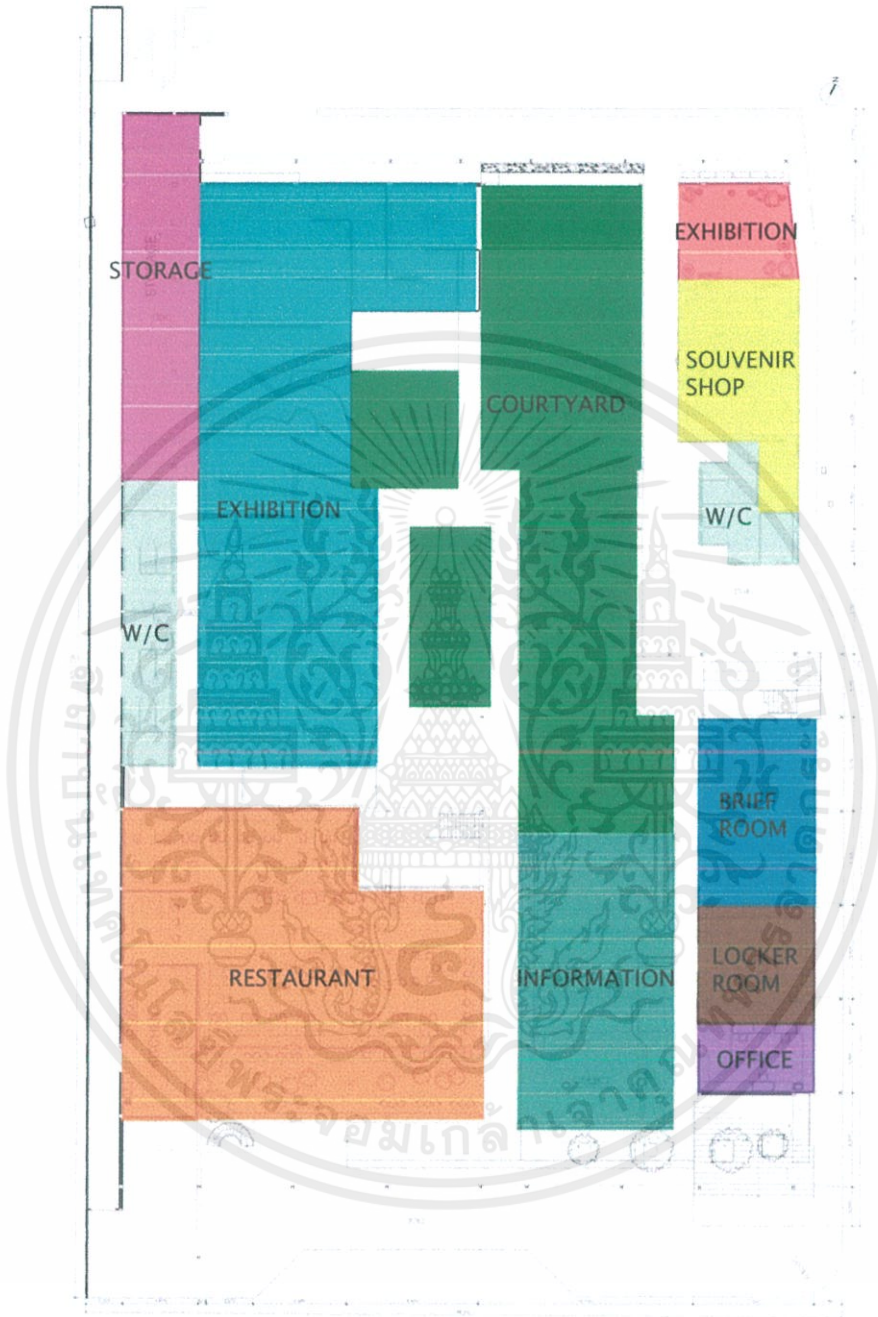 EXHIBITION
STORAGE
SOUVENIR
SHOP
COURTYARD
EXHIBITION
W/C
W/C
BRIEF
ROOM
LOCKER
ROOM
RESTAURANT
INFORMATION
OFFICE